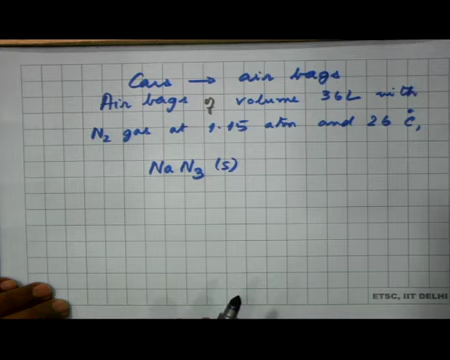 Cars → air bags
Air bags of volume 36L with
N₂ gas at 1.15 atm and 26°C,
NaN₃ (s)
ETSC, IIT DELHI